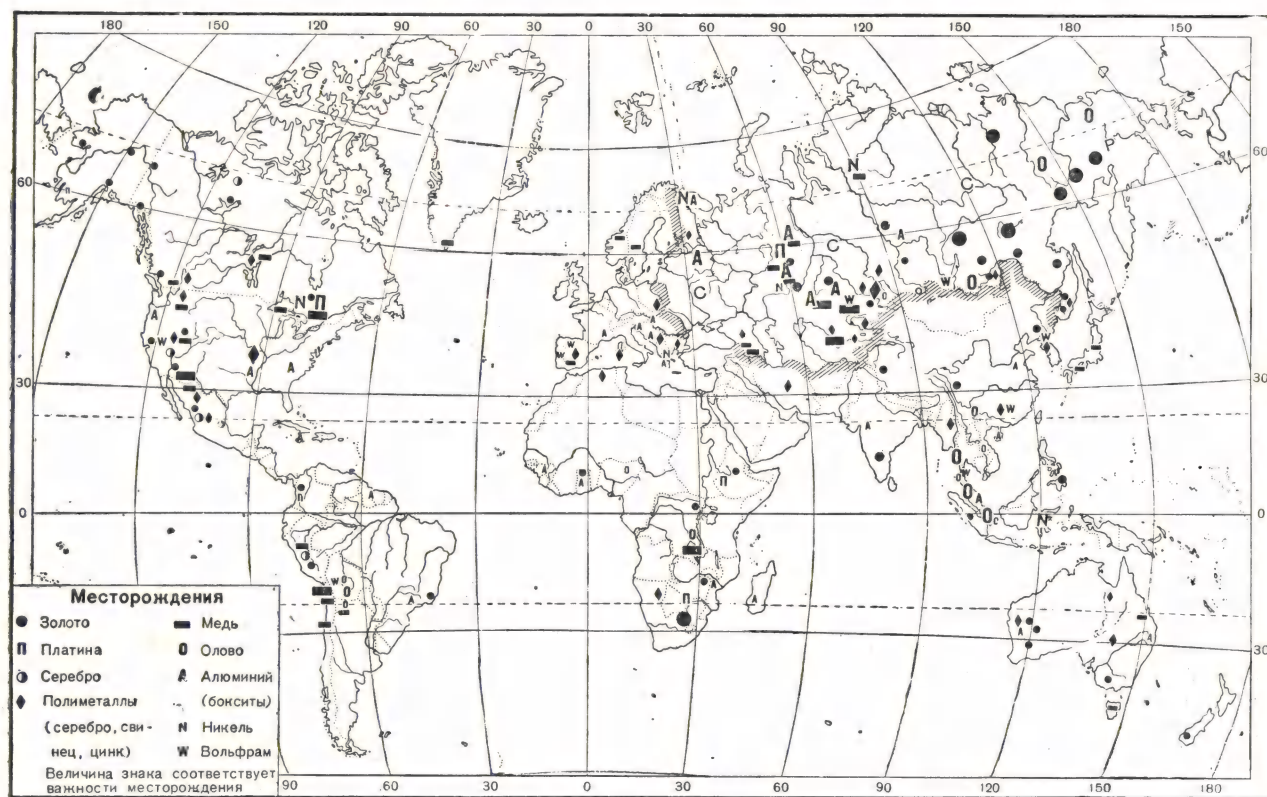 180 150 120 90 60 30 0 30 60 90 120 150 180 150
60 60
30 30
0 0
30
С С С Р
Месторождения
Золото
Платина
Серебро
Полиметаллы
(серебро, сви-
нец, цинк)
Медь
Олово
Алюминий
(бокситы)
Никель
Вольфрам
Величина знака соответствует
важности месторождения
90 60 30 0 30 60 90 120 150 180